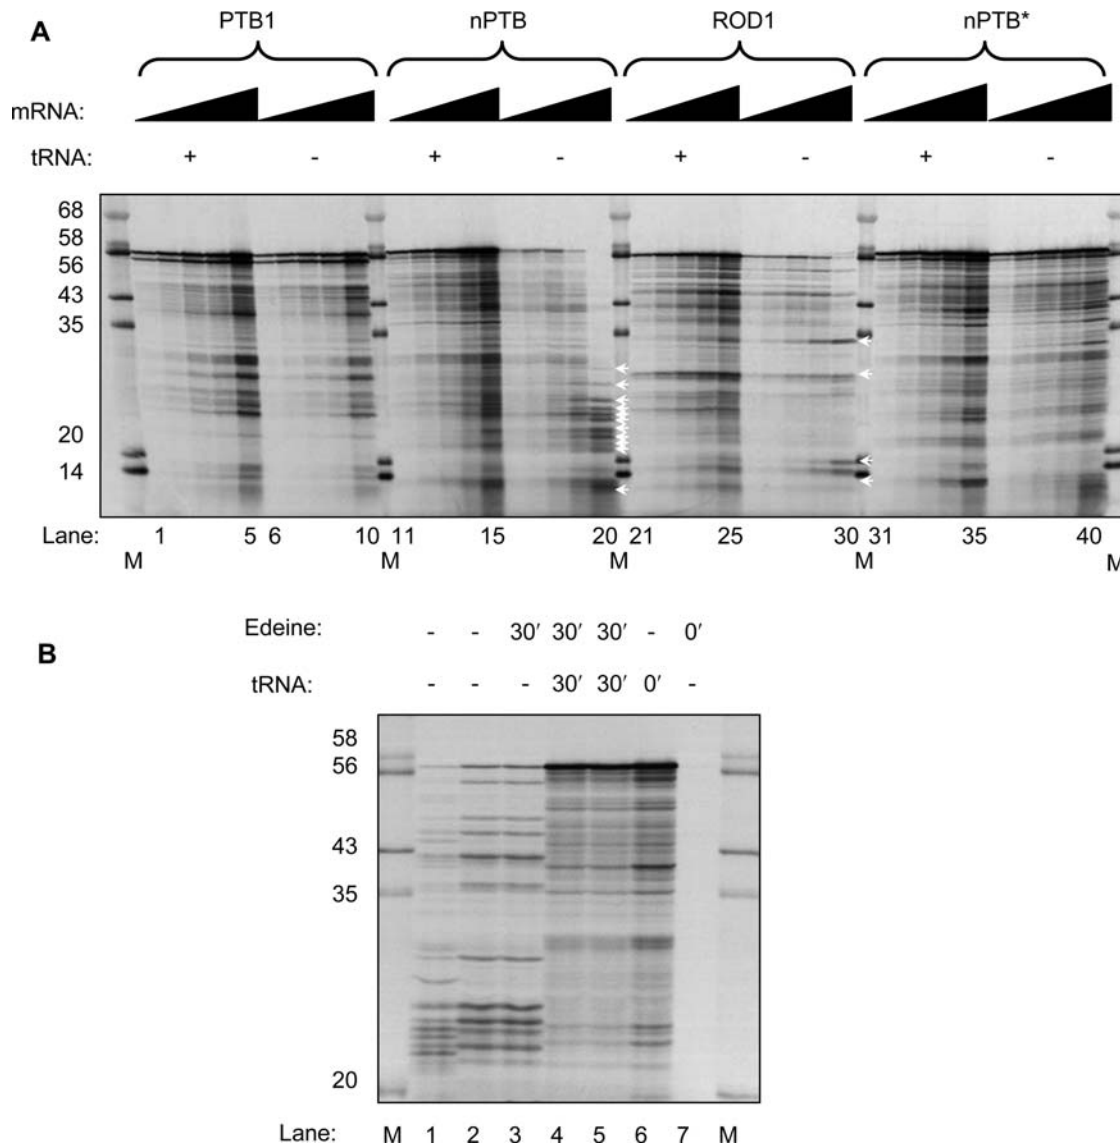 A
PTB1 nPTB ROD1 nPTB*
mRNA:
tRNA: + - + - + - + -
68
58
56
43
35
20
14
Lane: 1 5 6 10 11 15 20 21 25 30 31 35 40
M M M M M
B
Edeine: - - 30′ 30′ 30′ - 0′
tRNA: - - - 30′ 30′ 0′ -
58
56
43
35
20
Lane: M 1 2 3 4 5 6 7 M